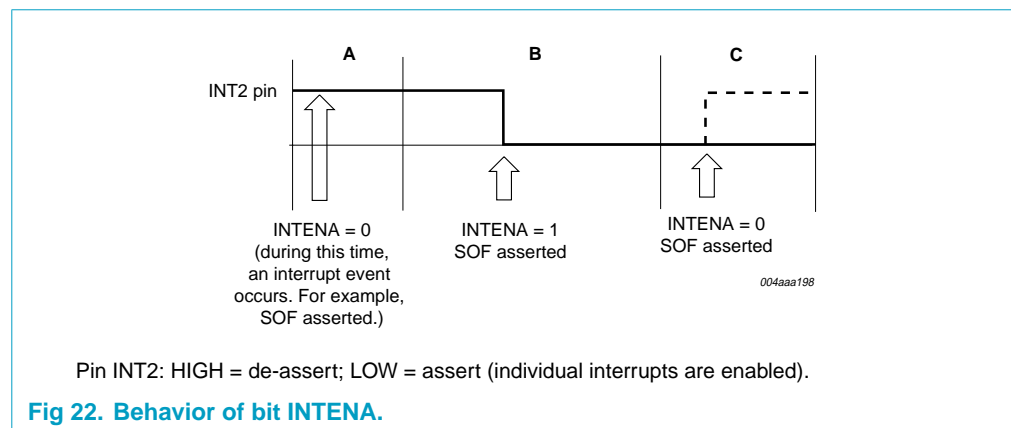 A
B
C
INT2 pin
INTENA = 0
(during this time,
an interrupt event
occurs. For example,
SOF asserted.)
INTENA = 1
SOF asserted
INTENA = 0
SOF asserted
004aaa198
Pin INT2: HIGH = de-assert; LOW = assert (individual interrupts are enabled).
Fig 22. Behavior of bit INTENA.